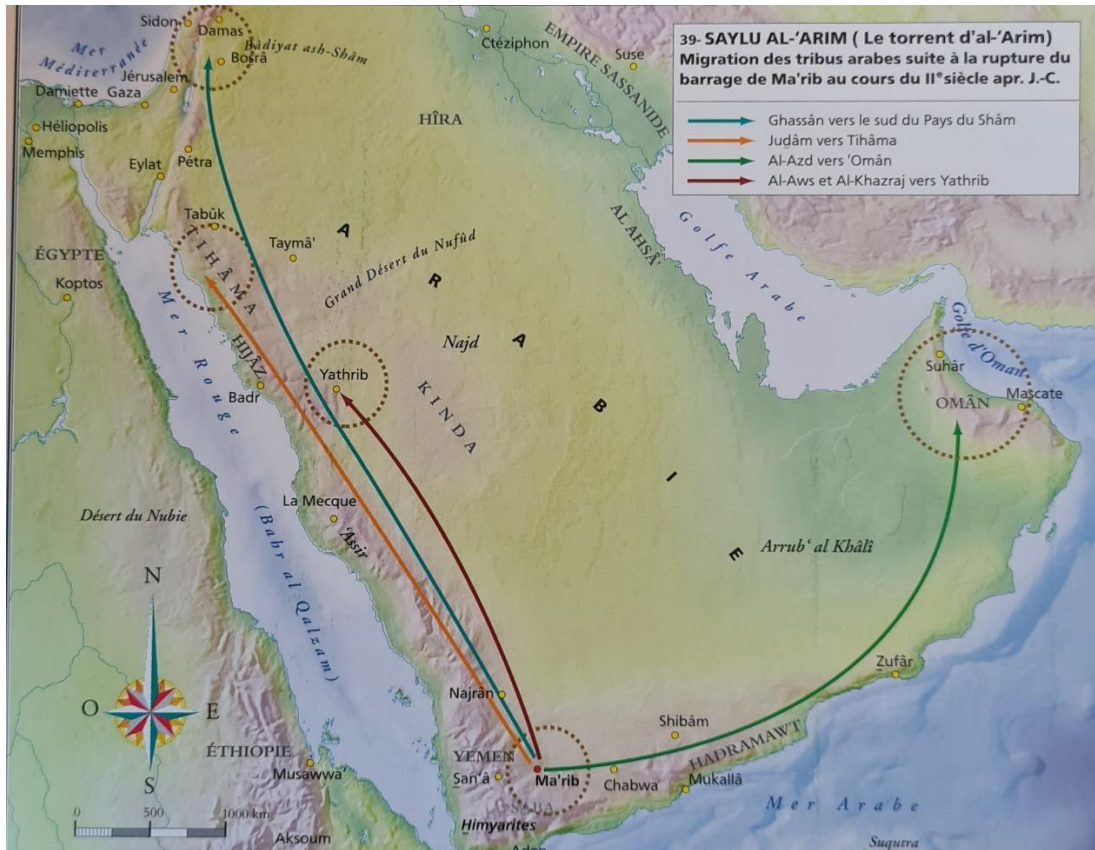 39- SAYLU AL-'ARIM ( Le torrent d'al-'Arim)
Migration des tribus arabes suite à la rupture du
barrage de Ma'rib au cours du IIᵉ siècle apr. J.-C.
Ghassân vers le sud du Pays du Shâm
Juḏâm vers Tihâma
Al-Azd vers 'Omân
Al-Aws et Al-Khazraj vers Yathrib
Sidon
Damas
Mer
Méditerranée
Bâdiyat ash-Shâm
Bosrâ
Ctéziphon
EMPIRE SASSANIDE
Suse
Jérusalem
Damiette
Gaza
HÎRA
Héliopolis
Memphis
Pétra
Eylat
Tabûk
TIHÂMA
Taymâ'
Grand Désert du Nufûd
ÉGYPTE
Koptos
AL AHSÂ'
Golfe Arabe
ARABIE
Mer Rouge
(Bahr al Qalzam)
HIJÂZ
Badr
Yathrib
Najd
KINDA
Golfe d'Oman
Suhâr
OMÂN
Mascate
La Mecque
'Assir
Désert du Nubie
Arrub' al Khâlî
N
O
E
S
Najrân
Zufâr
Shibâm
HADRAMAWT
YEMEN
Ma'rib
Chabwa
Mukallâ
San'â
SABA
ÉTHIOPIE
Musawwa'
Himyarites
Mer Arabe
0
500
1000 km
Aksoum
Aden
Suqutra